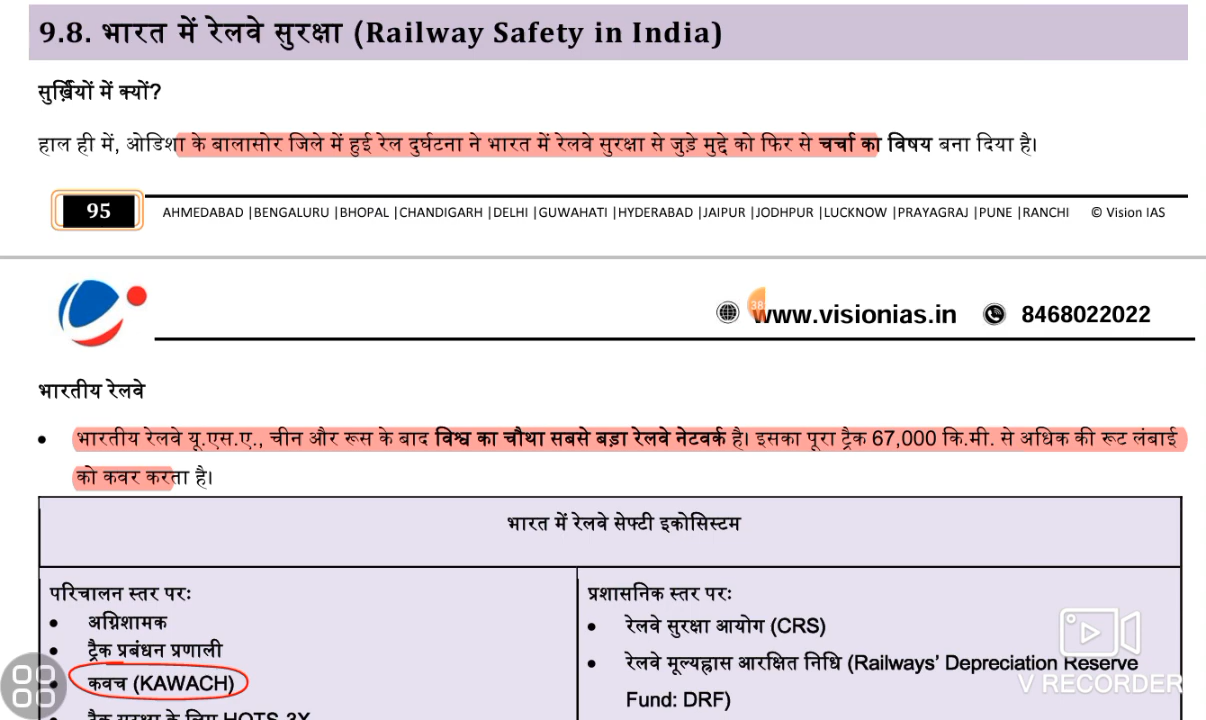 9.8. भारत में रेलवे सुरक्षा (Railway Safety in India)
सुर्ख़ियों में क्यों?
हाल ही में, ओडिशा के बालासोर जिले में हुई रेल दुर्घटना ने भारत में रेलवे सुरक्षा से जुड़े मुद्दे को फिर से चर्चा का विषय बना दिया है।
95 AHMEDABAD |BENGALURU |BHOPAL |CHANDIGARH |DELHI |GUWAHATI |HYDERABAD |JAIPUR |JODHPUR |LUCKNOW |PRAYAGRAJ |PUNE |RANCHI © Vision IAS
www.visionias.in 8468022022
भारतीय रेलवे
• भारतीय रेलवे यू.एस.ए., चीन और रूस के बाद विश्व का चौथा सबसे बड़ा रेलवे नेटवर्क है। इसका पूरा ट्रैक 67,000 कि.मी. से अधिक की रूट लंबाई
को कवर करता है।
भारत में रेलवे सेफ्टी इकोसिस्टम
परिचालन स्तर पर:
• अग्निशामक
• ट्रैक प्रबंधन प्रणाली
• कवच (KAWACH)
• ट्रैक सुरक्षा के लिए HOTS-3X
प्रशासनिक स्तर पर:
• रेलवे सुरक्षा आयोग (CRS)
• रेलवे मूल्यह्रास आरक्षित निधि (Railways' Depreciation Reserve
Fund: DRF)
V RECORDER